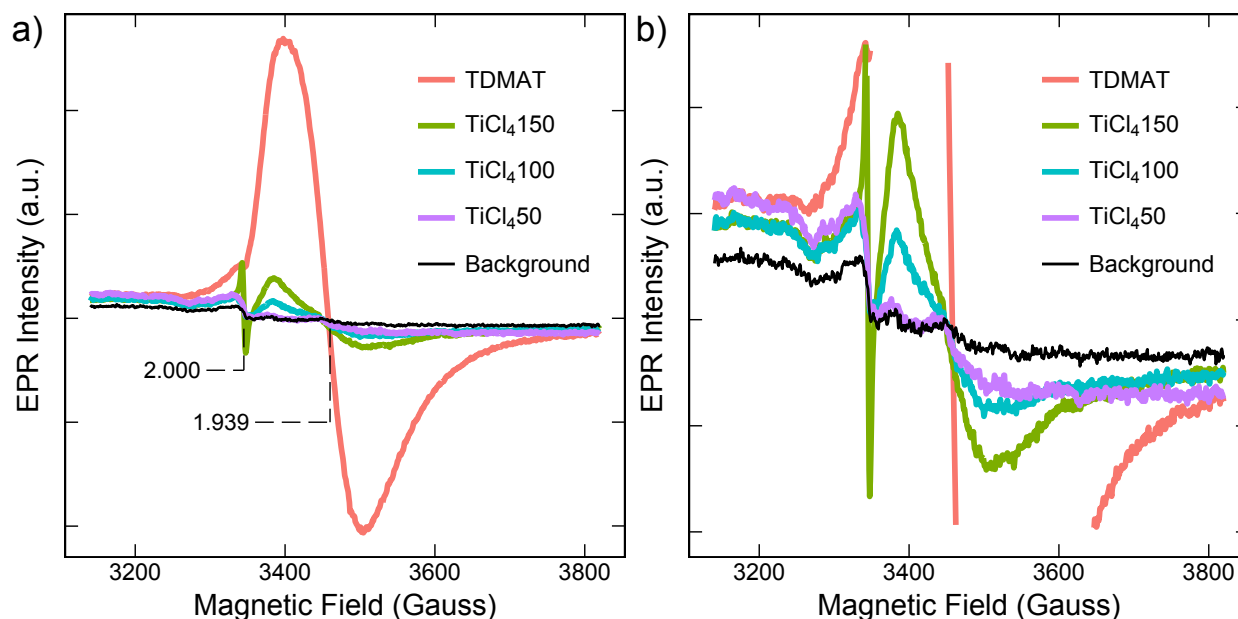 a)
EPR Intensity (a.u.)
TDMAT
TiCl₄150
TiCl₄100
TiCl₄50
Background
2.000
1.939
3200 3400 3600 3800
Magnetic Field (Gauss)
b)
EPR Intensity (a.u.)
TDMAT
TiCl₄150
TiCl₄100
TiCl₄50
Background
3200 3400 3600 3800
Magnetic Field (Gauss)